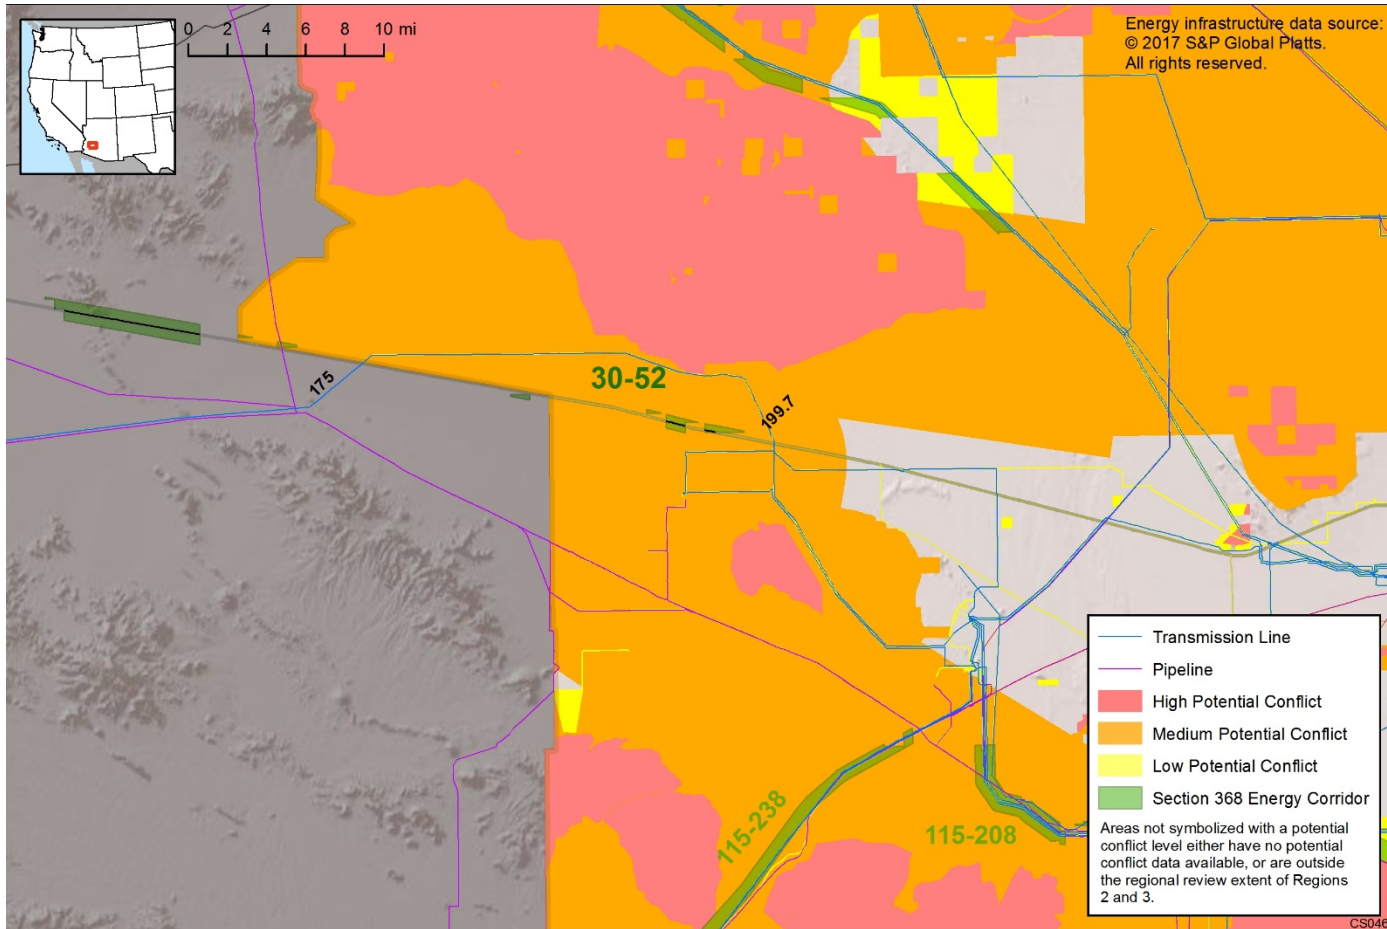 0 2 4 6 8 10 mi
Energy infrastructure data source:
© 2017 S&P Global Platts.
All rights reserved.
175
30-52
199.7
115-238
115-208
Transmission Line
Pipeline
High Potential Conflict
Medium Potential Conflict
Low Potential Conflict
Section 368 Energy Corridor
Areas not symbolized with a potential
conflict level either have no potential
conflict data available, or are outside
the regional review extent of Regions
2 and 3.
CS046